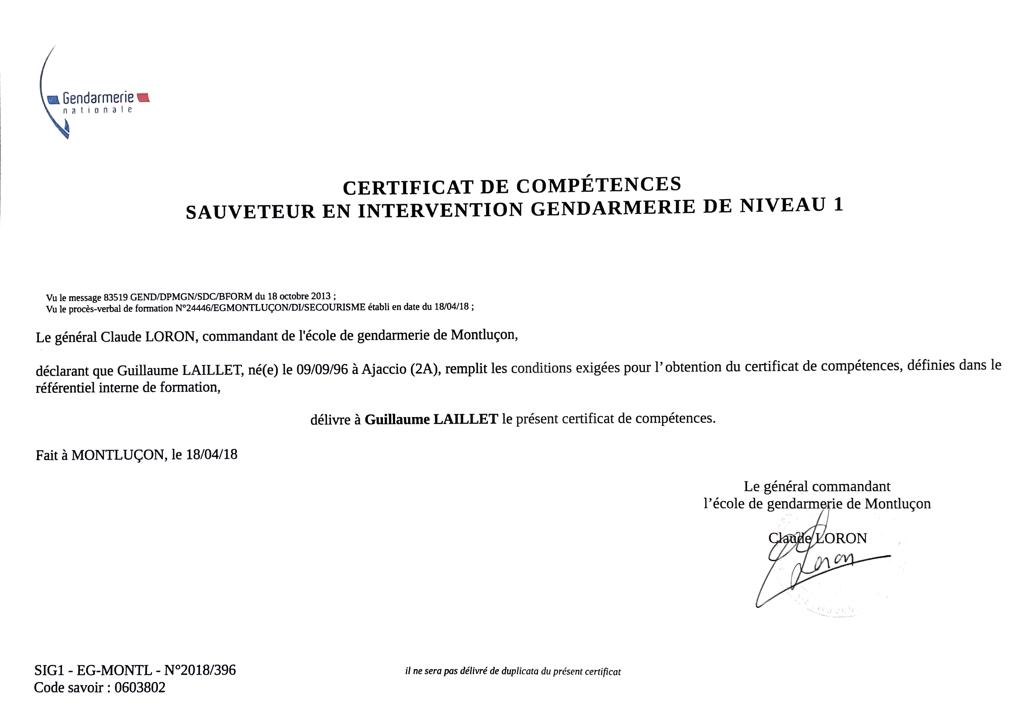 Gendarmerie
nationale
CERTIFICAT DE COMPÉTENCES
SAUVETEUR EN INTERVENTION GENDARMERIE DE NIVEAU 1
Vu le message 83519 GEND/DPMGN/SDC/BFORM du 18 octobre 2013 ;
Vu le procès-verbal de formation N°24446/EGMONTLUÇON/DI/SECOURISME établi en date du 18/04/18 ;
Le général Claude LORON, commandant de l'école de gendarmerie de Montluçon,
déclarant que Guillaume LAILLET, né(e) le 09/09/96 à Ajaccio (2A), remplit les conditions exigées pour l'obtention du certificat de compétences, définies dans le
référentiel interne de formation,
délivre à Guillaume LAILLET le présent certificat de compétences.
Fait à MONTLUÇON, le 18/04/18
Le général commandant
l'école de gendarmerie de Montluçon
Claude LORON
Loron
SIG1 - EG-MONTL - N°2018/396
Code savoir : 0603802
il ne sera pas délivré de duplicata du présent certificat